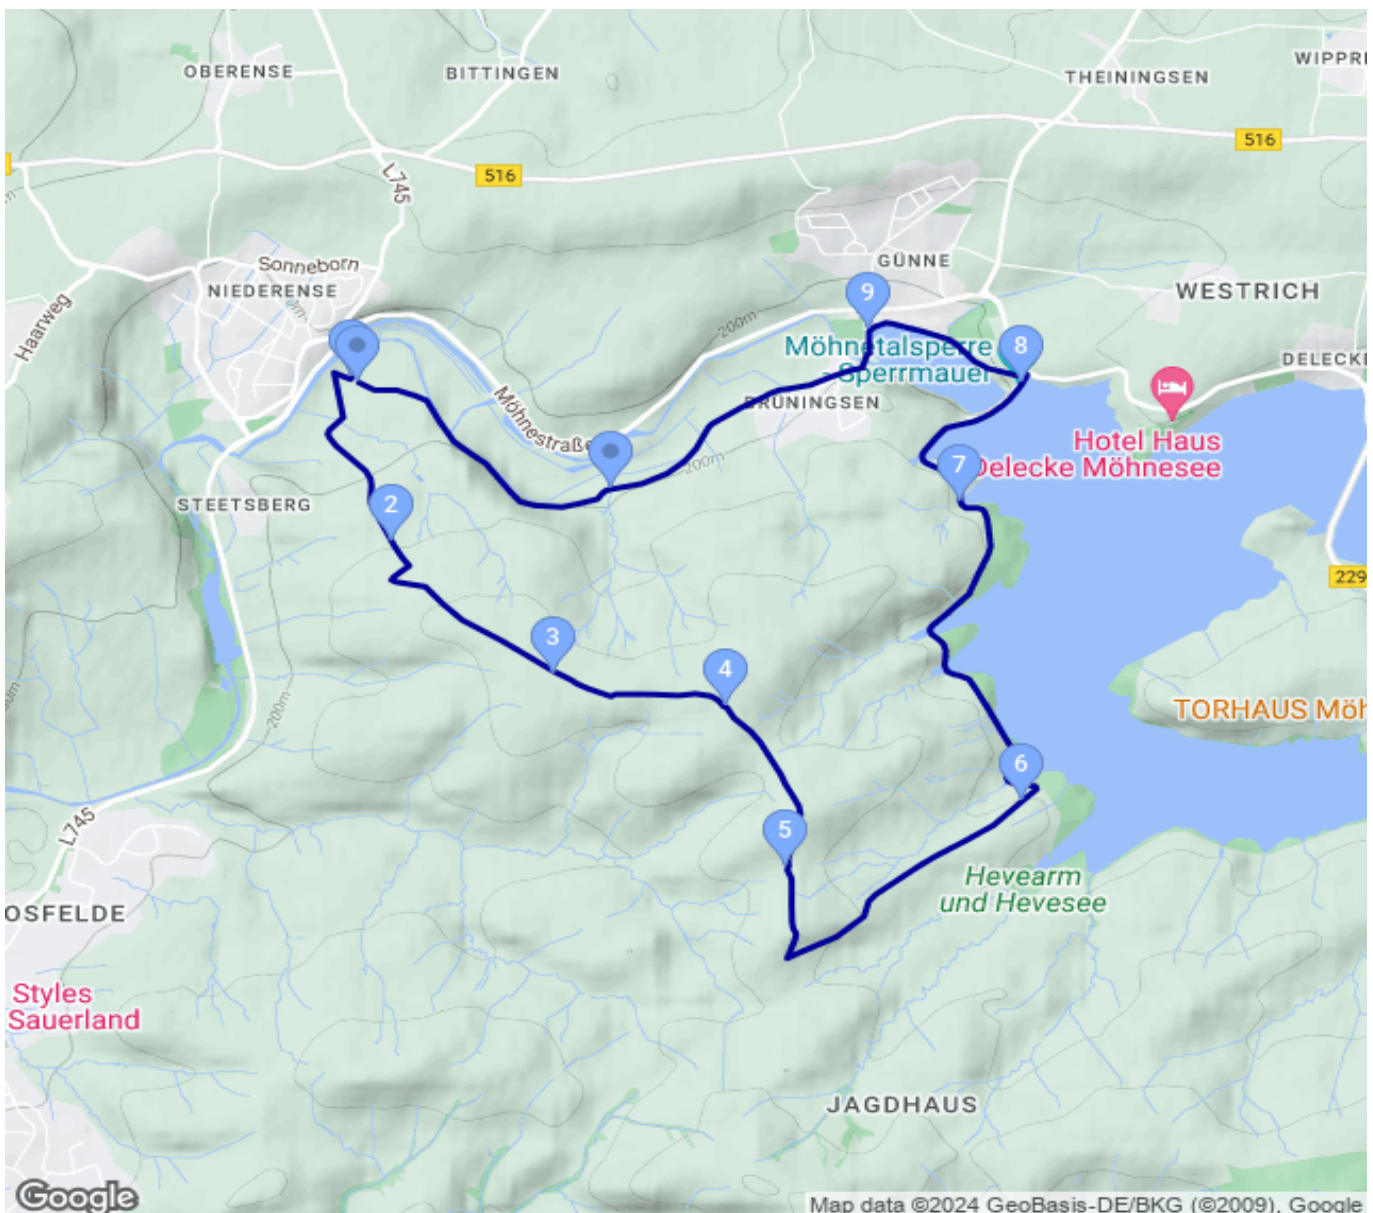 OBERENSE
BITTINGEN
THEININGSEN
WIPPRI
516
516
L745
Haarweg
Sonneborn
NIEDERENSE
GÜNNE
WESTRICH
200m
9
8
Möhnetalsperre
- Sperrmauer
DELECKE
Möhnestraße
BRÜNINGSEN
Hotel Haus
Delecke Möhnesee
200m
7
STEETSBERG
2
229
3
4
200m
TORHAUS Möh
6
L745
5
Hevearm
und Hevesee
OSFELDE
Styles
Sauerland
JAGDHAUS
Google
Map data ©2024 GeoBasis-DE/BKG (©2009), Google